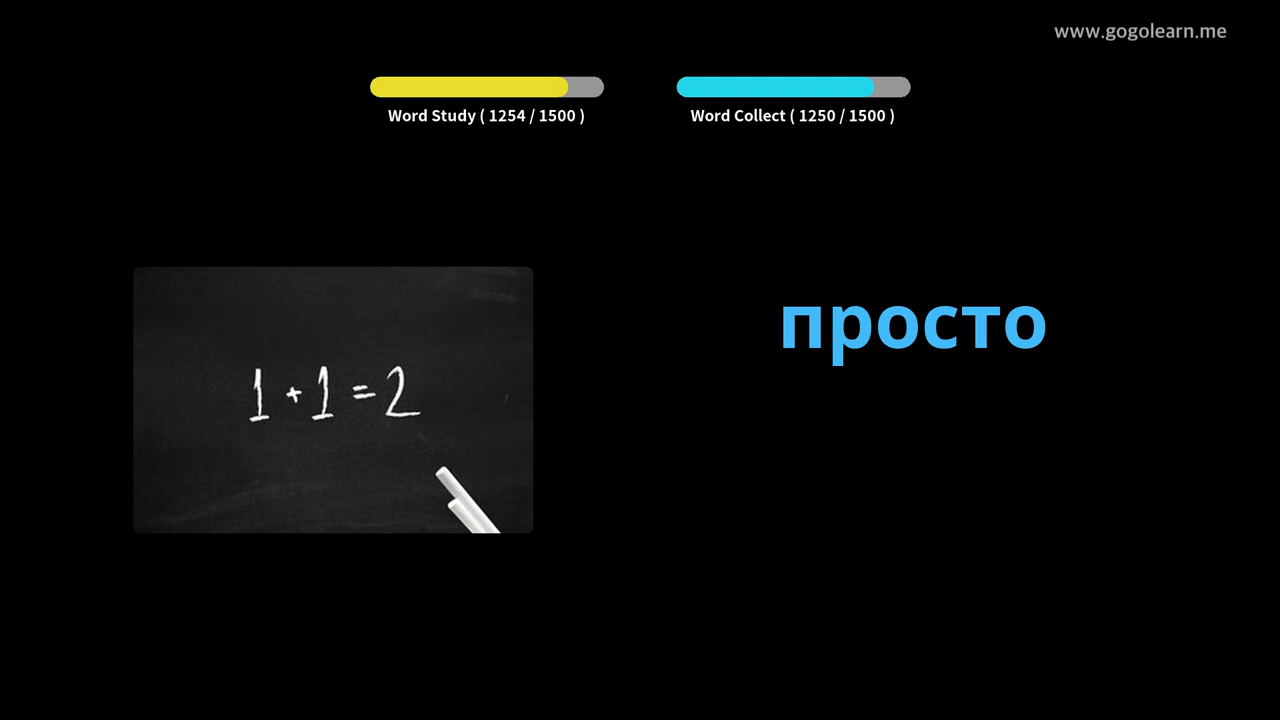 www.gogolearn.me
Word Study ( 1254 / 1500 )
Word Collect ( 1250 / 1500 )
просто
1 + 1 = 2